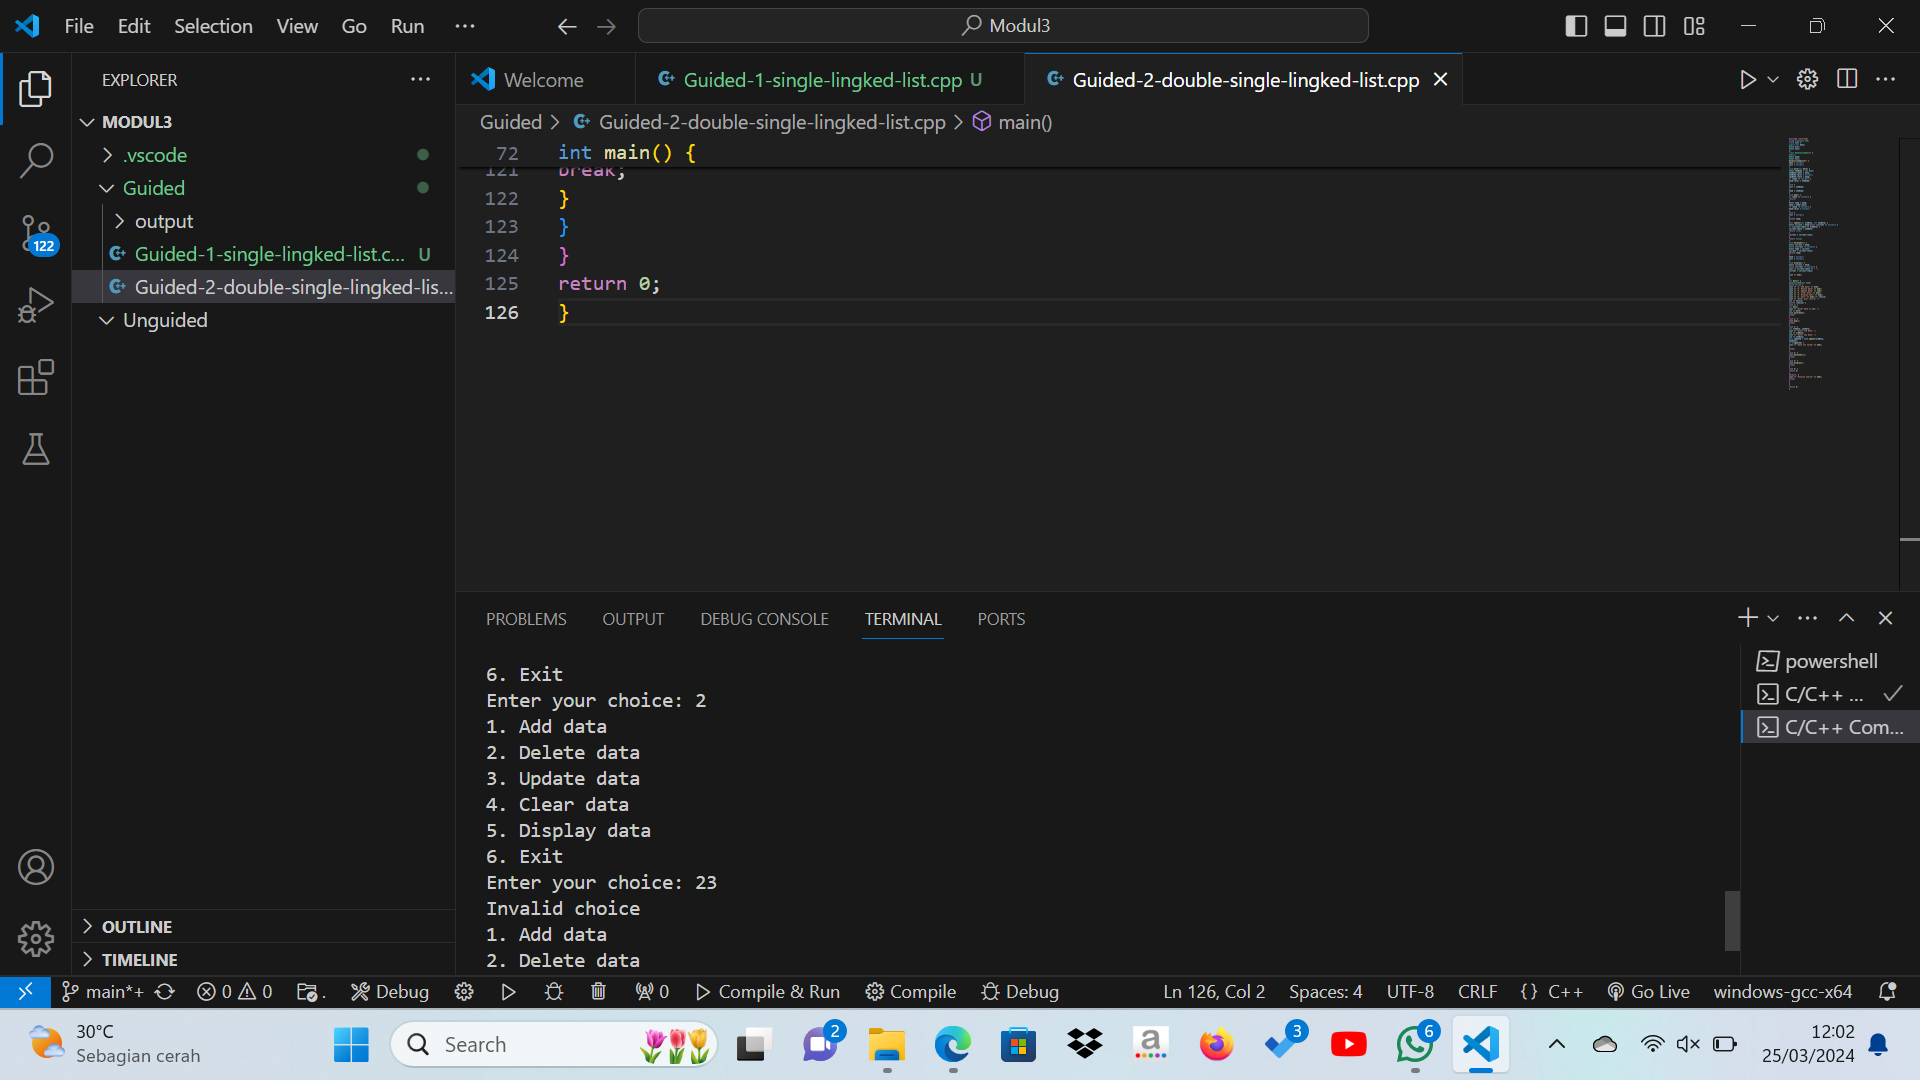 File Edit Selection View Go Run ...
Modul3
EXPLORER
MODUL3
.vscode
Guided
output
Guided-1-single-lingked-list.c... U
Guided-2-double-single-lingked-lis...
Unguided
OUTLINE
TIMELINE
122
Welcome
Guided-1-single-lingked-list.cpp U
Guided-2-double-single-lingked-list.cpp
Guided > Guided-2-double-single-lingked-list.cpp > main()
72 int main() {
121 break;
122 }
123 }
124 }
125 return 0;
126 }
PROBLEMS OUTPUT DEBUG CONSOLE TERMINAL PORTS
6. Exit
Enter your choice: 2
1. Add data
2. Delete data
3. Update data
4. Clear data
5. Display data
6. Exit
Enter your choice: 23
Invalid choice
1. Add data
2. Delete data
powershell
C/C++ ...
C/C++ Com...
main*+ 0 0 . Debug 0 Compile & Run Compile Debug Ln 126, Col 2 Spaces: 4 UTF-8 CRLF {} C++ Go Live windows-gcc-x64
30°C
Sebagian cerah
Search
2
a
3
6
12:02
25/03/2024